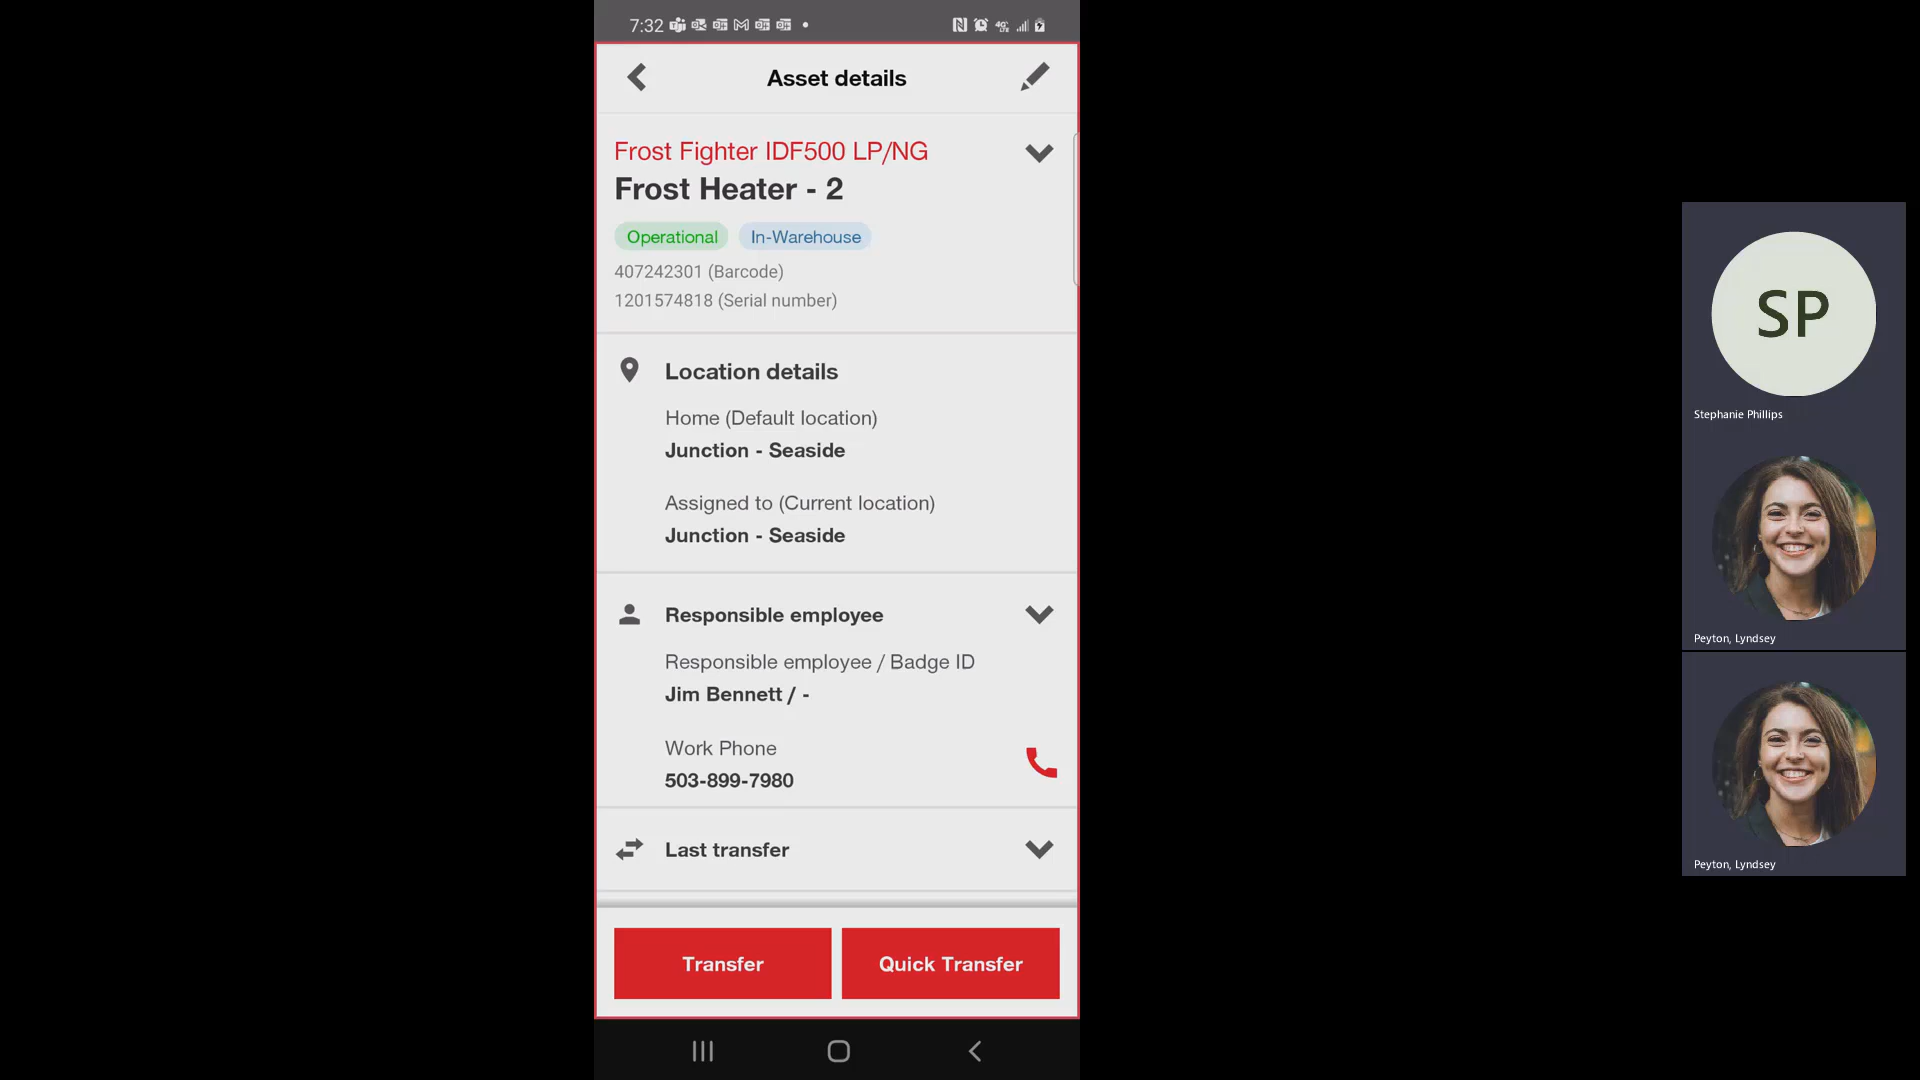 7:32
Asset details
Frost Fighter IDF500 LP/NG
Frost Heater - 2
Operational In-Warehouse
407242301 (Barcode)
1201574818 (Serial number)
Location details
Home (Default location)
Junction - Seaside
Assigned to (Current location)
Junction - Seaside
Responsible employee
Responsible employee / Badge ID
Jim Bennett / -
Work Phone
503-899-7980
Last transfer
Transfer Quick Transfer
SP
Stephanie Phillips
Peyton, Lyndsey
Peyton, Lyndsey